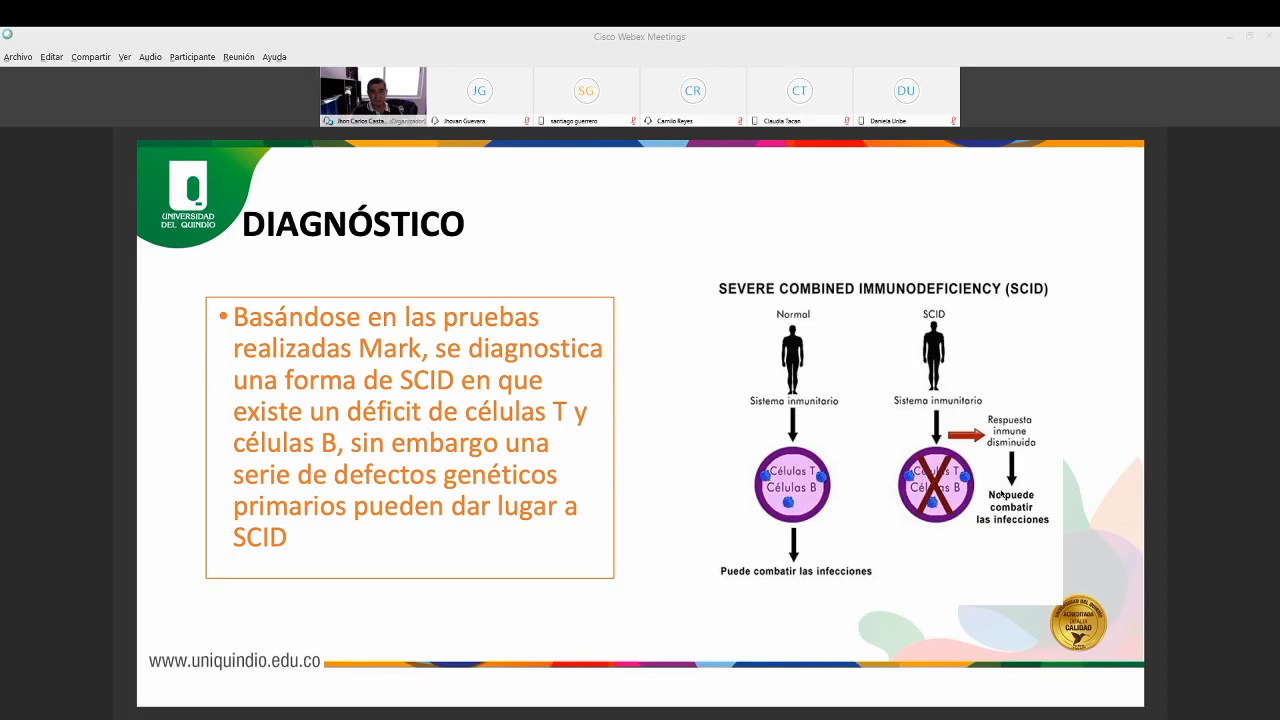 Cisco Webex Meetings
Archivo Editar Compartir Ver Audio Participante Reunión Ayuda
JG SG CR CT DU
Jhon Carlos Casta... (Organizador) Jhovan Guevara santiago guerrero Camilo Reyes Claudia Tacan Daniela Uribe
UNIVERSIDAD
DEL QUINDÍO
DIAGNÓSTICO
• Basándose en las pruebas
realizadas Mark, se diagnostica
una forma de SCID en que
existe un déficit de células T y
células B, sin embargo una
serie de defectos genéticos
primarios pueden dar lugar a
SCID
SEVERE COMBINED IMMUNODEFICIENCY (SCID)
Normal
Sistema inmunitario
Células T
Células B
Puede combatir las infecciones
SCID
Sistema inmunitario
Células T
Células B
Respuesta
inmune
disminuida
No puede
combatir
las infecciones
UNIVERSIDAD DEL QUINDIO
ACREDITADA
DE ALTA
CALIDAD
www.uniquindio.edu.co